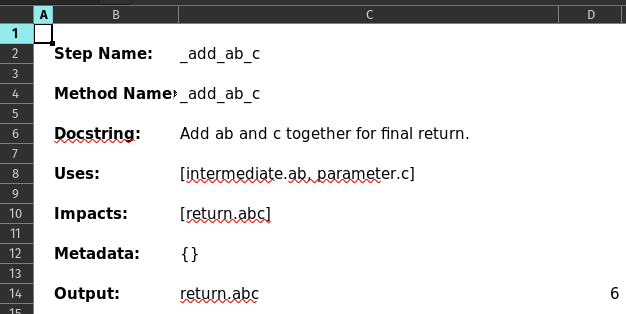 A B C D
1
2 Step Name: _add_ab_c
3
4 Method Name: _add_ab_c
5
6 Docstring: Add ab and c together for final return.
7
8 Uses: [intermediate.ab, parameter.c]
9
10 Impacts: [return.abc]
11
12 Metadata: {}
13
14 Output: return.abc 6
15